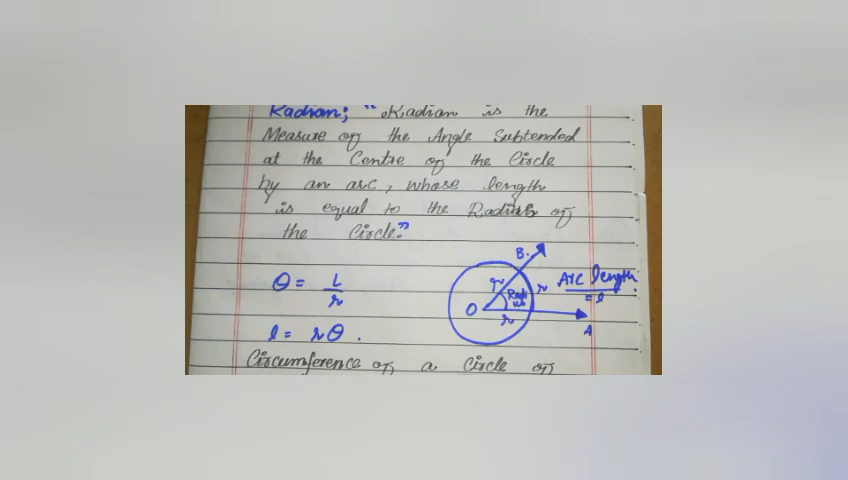 Radian; "Radian is the
Measure of the Angle Subtended
at the Centre of the Circle
by an arc, whose length
is equal to the Radius of
the Circle."
θ = L/r
l = rθ.
B.
r
r
O
r
A
Arc length
= l
Circumference of a Circle of